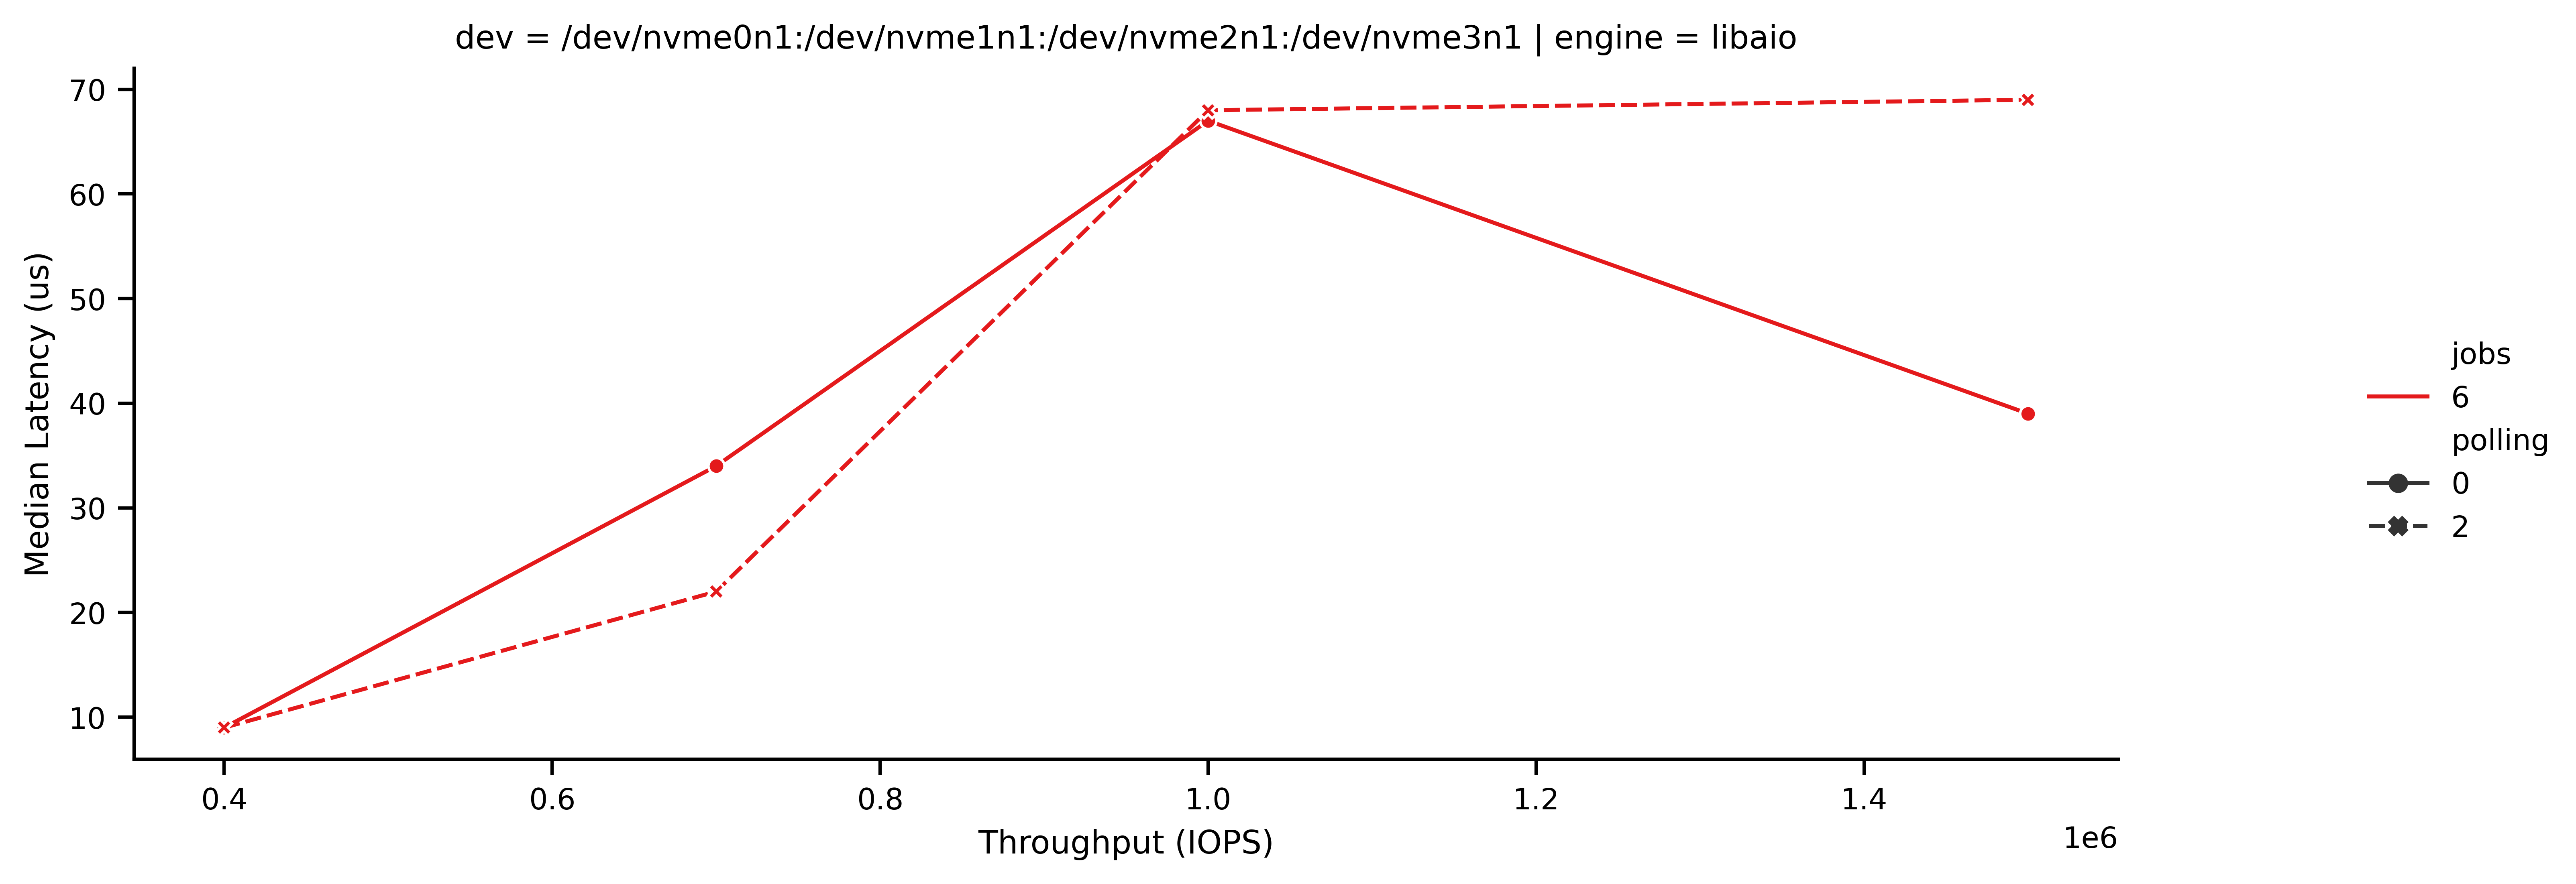 dev = /dev/nvme0n1:/dev/nvme1n1:/dev/nvme2n1:/dev/nvme3n1 | engine = libaio
Median Latency (us)
70
60
50
40
30
20
10
0.4 0.6 0.8 1.0 1.2 1.4
1e6
Throughput (IOPS)
jobs
6
polling
0
2